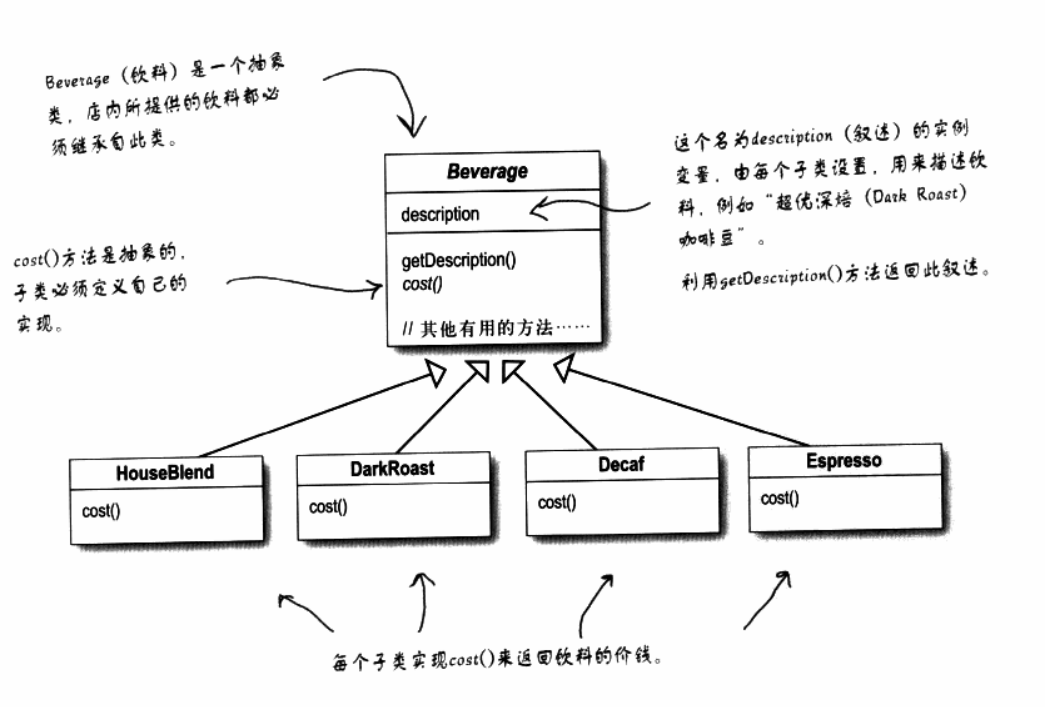 Beverage（饮料）是一个抽象
类，店内所提供的饮料都必
须继承自此类。
Beverage
description
getDescription()
cost()
// 其他有用的方法……
这个名为description（叙述）的实例
变量，由每个子类设置，用来描述饮
料，例如“超优深焙（Dark Roast）
咖啡豆”。
利用getDescription()方法返回此叙述。
cost()方法是抽象的，
子类必须定义自己的
实现。
HouseBlend
cost()
DarkRoast
cost()
Decaf
cost()
Espresso
cost()
每个子类实现cost()来返回饮料的价钱。